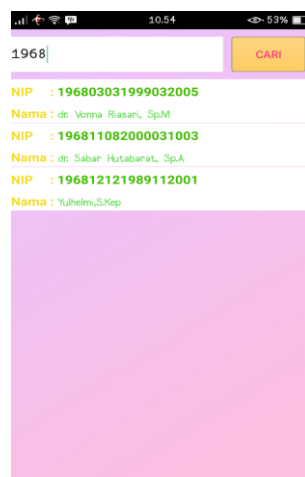 10.54 53%
1968 CARI
NIP : 196803031999032005
Nama : dr. Vonna Riasari, Sp.M
NIP : 196811082000031003
Nama : dr. Sabar Hutabarat, Sp.A
NIP : 196812121989112001
Nama : Yulhelmi,S.Kep